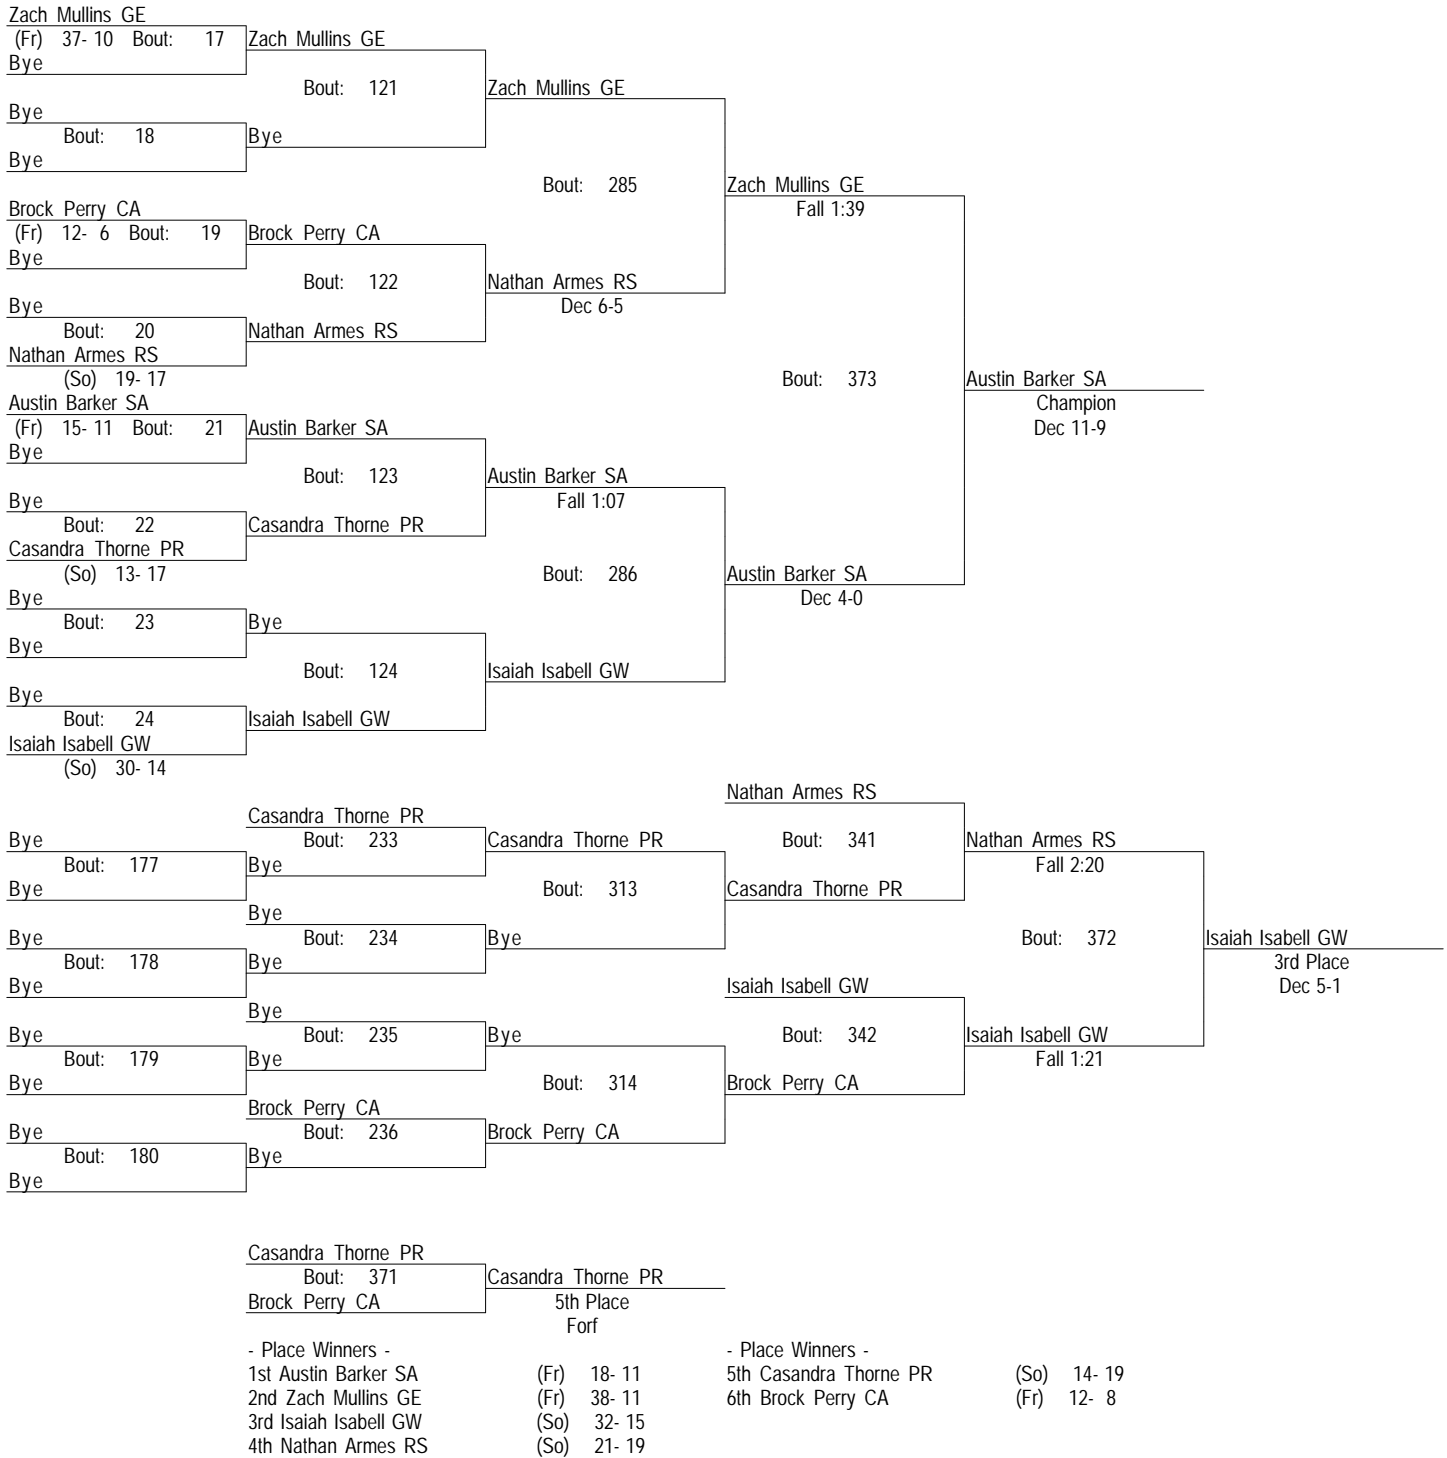 Zach Mullins GE
(Fr) 37- 10 Bout: 17 Zach Mullins GE
Bye
Bout: 121 Zach Mullins GE
Bye
Bout: 18 Bye
Bye
Bout: 285 Zach Mullins GE
Brock Perry CA Fall 1:39
(Fr) 12- 6 Bout: 19 Brock Perry CA
Bye
Bout: 122 Nathan Armes RS
Bye Dec 6-5
Bout: 20 Nathan Armes RS
Nathan Armes RS
(So) 19- 17 Bout: 373 Austin Barker SA
Austin Barker SA Champion
(Fr) 15- 11 Bout: 21 Austin Barker SA Dec 11-9
Bye
Bout: 123 Austin Barker SA
Bye Fall 1:07
Bout: 22 Casandra Thorne PR
Casandra Thorne PR
(So) 13- 17 Bout: 286 Austin Barker SA
Bye Dec 4-0
Bout: 23 Bye
Bye
Bout: 124 Isaiah Isabell GW
Bye
Bout: 24 Isaiah Isabell GW
Isaiah Isabell GW
(So) 30- 14
Nathan Armes RS
Casandra Thorne PR
Bye Bout: 233 Casandra Thorne PR Bout: 341 Nathan Armes RS
Bout: 177 Bye Fall 2:20
Bye Bout: 313 Casandra Thorne PR
Bye
Bye Bout: 234 Bye Bout: 372 Isaiah Isabell GW
Bout: 178 Bye 3rd Place
Bye Isaiah Isabell GW Dec 5-1
Bye
Bye Bout: 235 Bye Bout: 342 Isaiah Isabell GW
Bout: 179 Bye Fall 1:21
Bye Bout: 314 Brock Perry CA
Brock Perry CA
Bye Bout: 236 Brock Perry CA
Bout: 180 Bye
Bye
Casandra Thorne PR
Bout: 371 Casandra Thorne PR
Brock Perry CA 5th Place
Forf
- Place Winners - - Place Winners -
1st Austin Barker SA (Fr) 18- 11 5th Casandra Thorne PR (So) 14- 19
2nd Zach Mullins GE (Fr) 38- 11 6th Brock Perry CA (Fr) 12- 8
3rd Isaiah Isabell GW (So) 32- 15
4th Nathan Armes RS (So) 21- 19